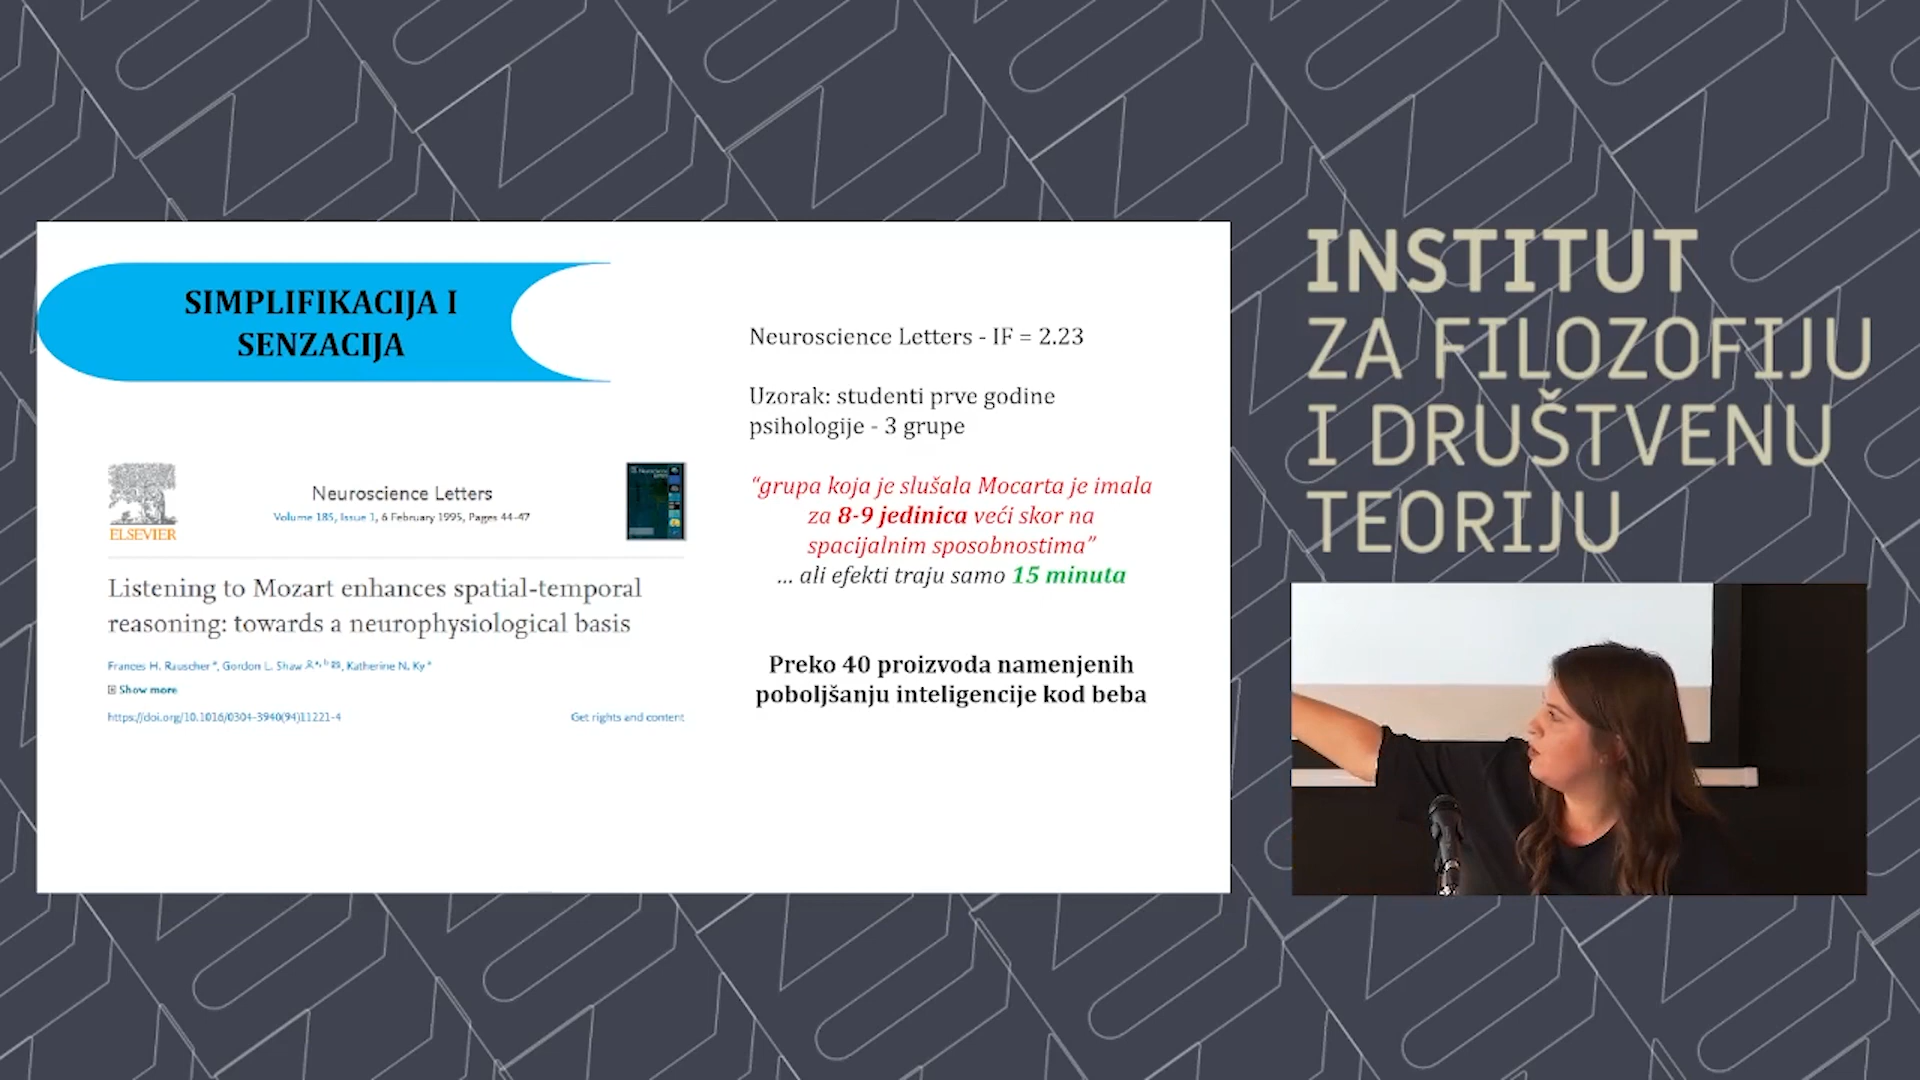 SIMPLIFIKACIJA I
SENZACIJA
ELSEVIER
Neuroscience Letters
Volume 185, Issue 1, 6 February 1995, Pages 44-47
Listening to Mozart enhances spatial-temporal
reasoning: towards a neurophysiological basis
Frances H. Rauscher a, Gordon L. Shaw, Katherine N. Ky a
Show more
https://doi.org/10.1016/0304-3940(94)11221-4
Get rights and content
Neuroscience Letters - IF = 2.23
Uzorak: studenti prve godine
psihologije - 3 grupe
“grupa koja je slušala Mocarta je imala
za 8-9 jedinica veći skor na
spacijalnim sposobnostima”
... ali efekti traju samo 15 minuta
Preko 40 proizvoda namenjenih
poboljšanju inteligencije kod beba
INSTITUT
ZA FILOZOFIJU
I DRUŠTVENU
TEORIJU